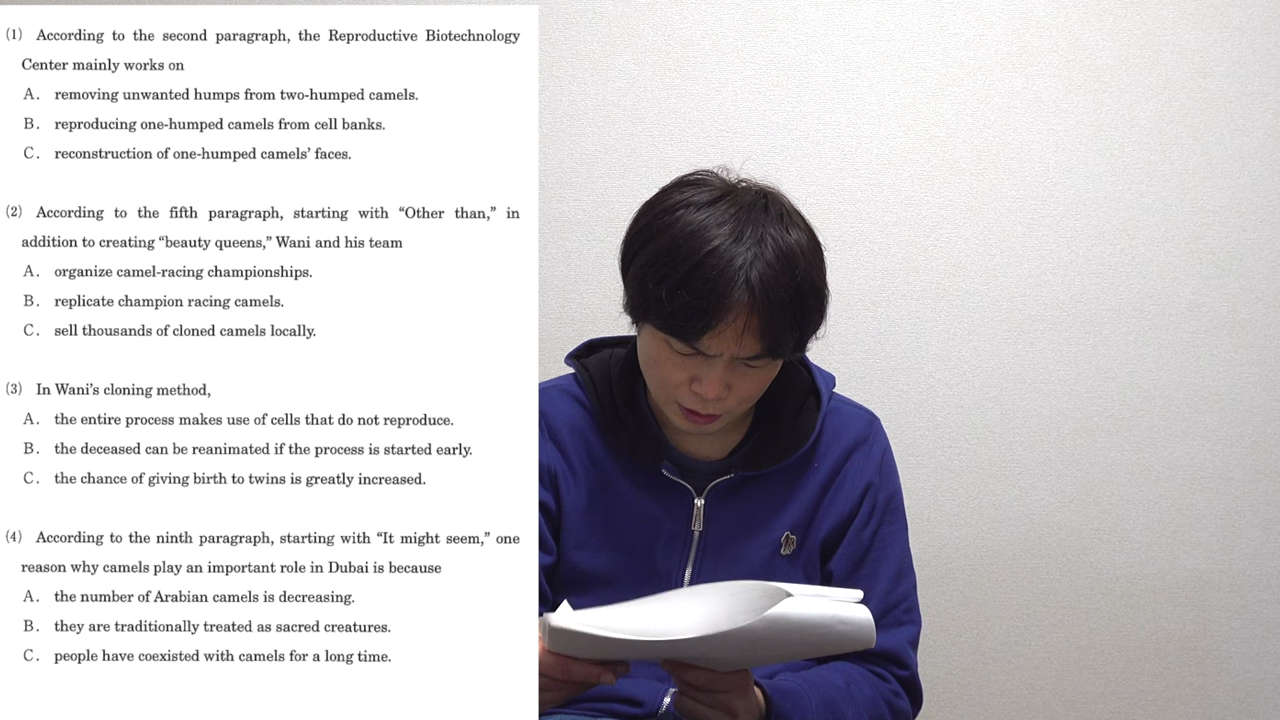 (1) According to the second paragraph, the Reproductive Biotechnology
Center mainly works on
A. removing unwanted humps from two-humped camels.
B. reproducing one-humped camels from cell banks.
C. reconstruction of one-humped camels' faces.
(2) According to the fifth paragraph, starting with “Other than,” in
addition to creating “beauty queens,” Wani and his team
A. organize camel-racing championships.
B. replicate champion racing camels.
C. sell thousands of cloned camels locally.
(3) In Wani's cloning method,
A. the entire process makes use of cells that do not reproduce.
B. the deceased can be reanimated if the process is started early.
C. the chance of giving birth to twins is greatly increased.
(4) According to the ninth paragraph, starting with “It might seem,” one
reason why camels play an important role in Dubai is because
A. the number of Arabian camels is decreasing.
B. they are traditionally treated as sacred creatures.
C. people have coexisted with camels for a long time.